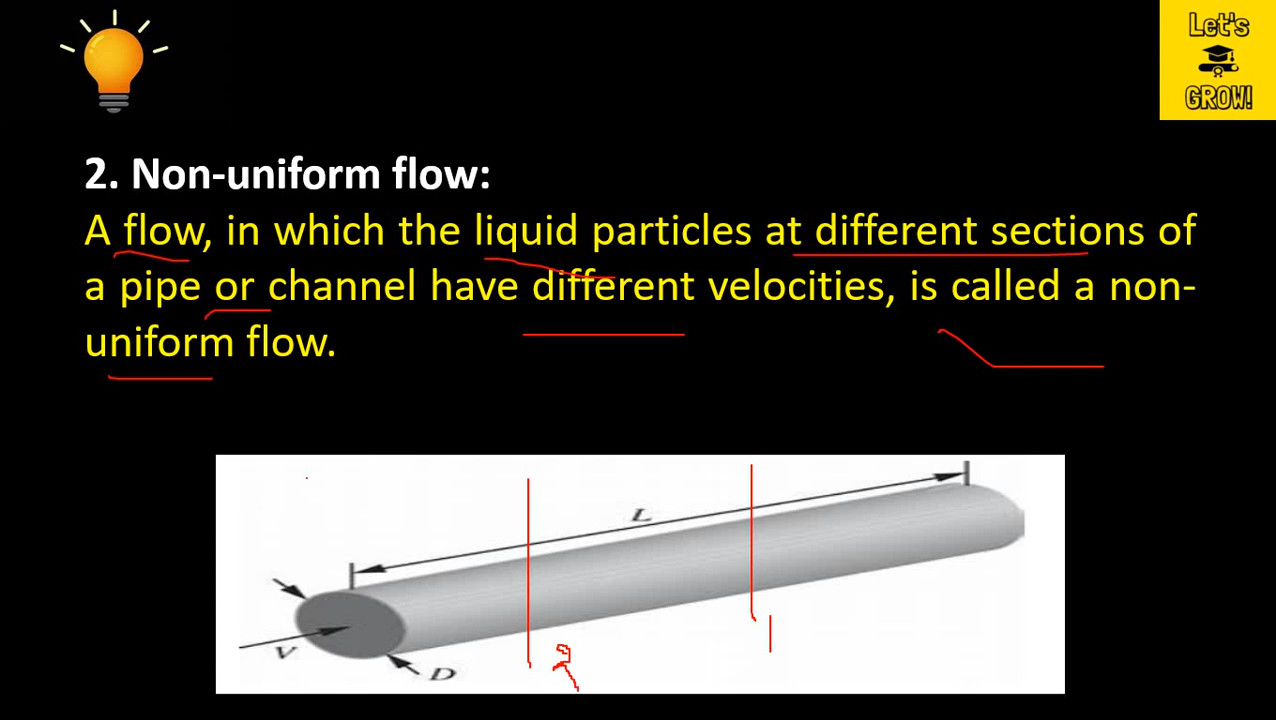 Let's
GROW!
2. Non-uniform flow:
A flow, in which the liquid particles at different sections of
a pipe or channel have different velocities, is called a non-
uniform flow.
L
V
D